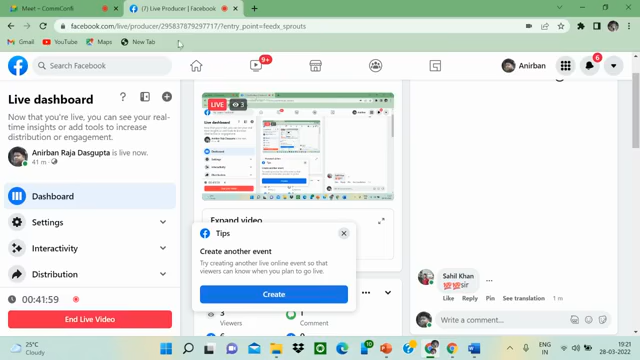 Meet – CommConfi
(7) Live Producer | Facebook
facebook.com/live/producer/295837879297717/?entry_point=feedx_sprouts
Gmail
YouTube
Maps
New Tab
Search Facebook
9+
Anirban
6
Live dashboard
Now that you're live, you can see your real-
time insights or add tools to increase
distribution or engagement.
Anirban Raja Dasgupta is live now.
41 m
Dashboard
Settings
Interactivity
Distribution
00:41:59
End Live Video
LIVE
3
Expand video
Tips
Create another event
Try creating another live online event so that
viewers can know when you plan to go live.
Create
3
Viewers
1
Comment
Sahil Khan
💯💯sir
Like Reply Pin See translation 1 m
Write a comment...
25°C
Clear
ENG
IN
19:21
28-03-2022